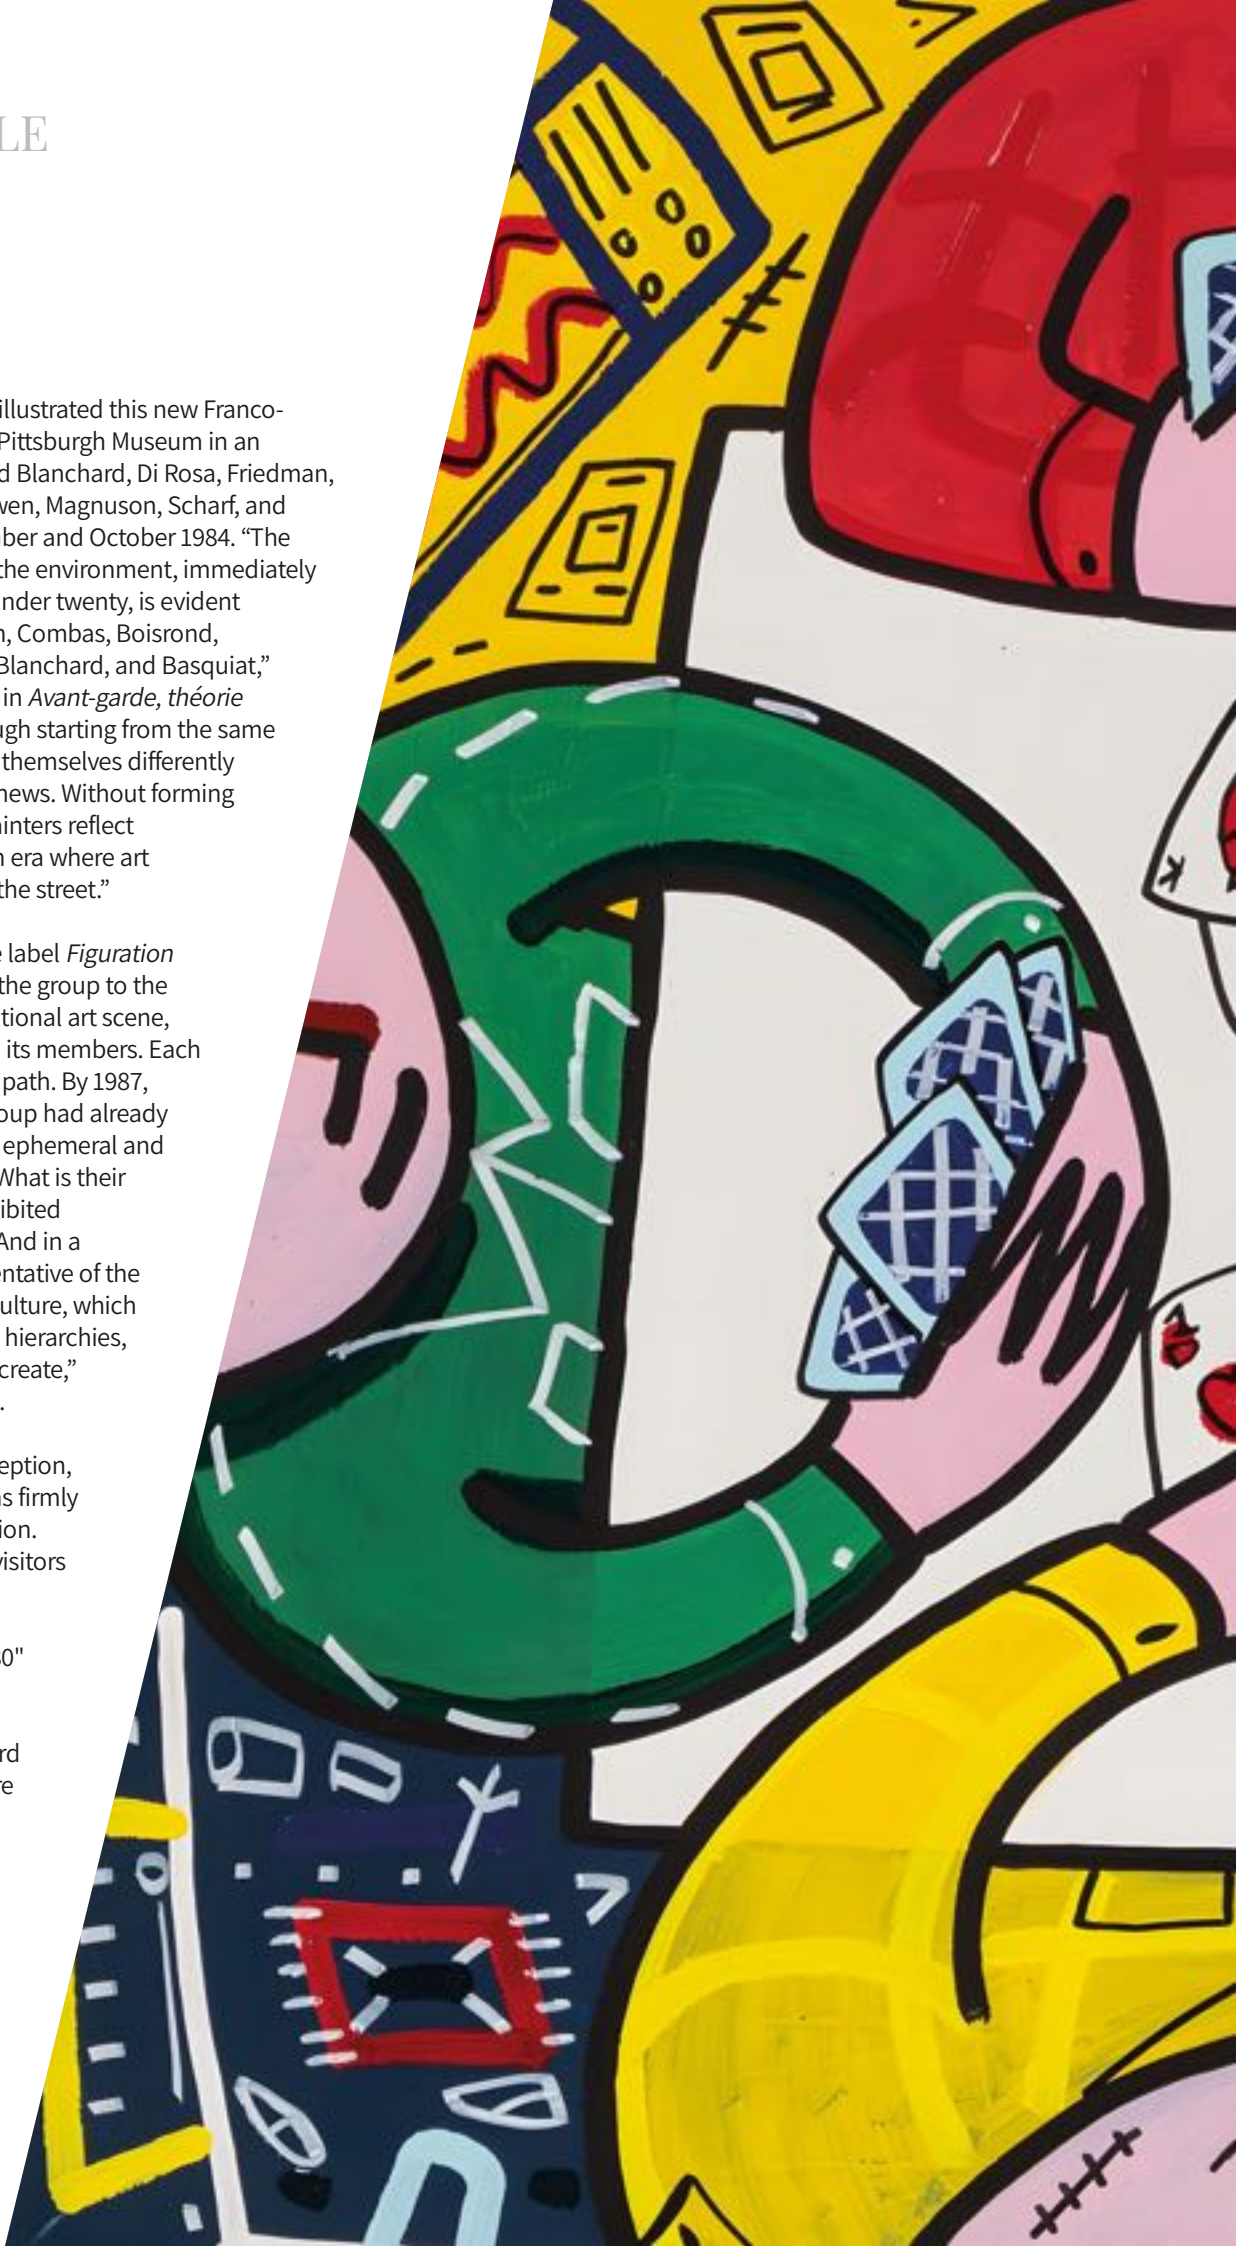 LE
illustrated this new Franco-
Pittsburgh Museum in an
d Blanchard, Di Rosa, Friedman,
wen, Magnuson, Scharf, and
ber and October 1984. “The
the environment, immediately
nder twenty, is evident
n, Combas, Boisrond,
Blanchard, and Basquiat,”
in Avant-garde, théorie
ugh starting from the same
themselves differently
news. Without forming
inters reflect
n era where art
the street.”
e label Figuration
the group to the
tional art scene,
its members. Each
path. By 1987,
oup had already
ephemeral and
What is their
ibited
And in a
entative of the
ulture, which
hierarchies,
create,”
.
eption,
s firmly
ion.
visitors
80"
rd
re
K